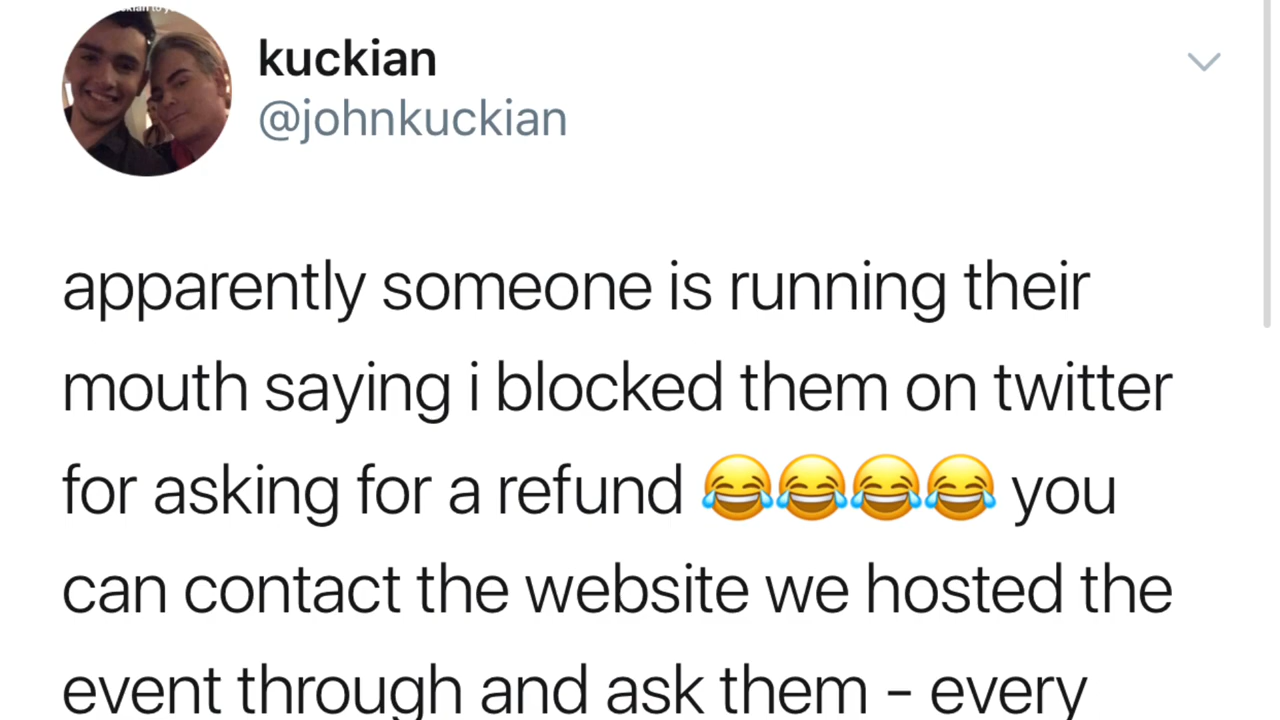 kuckian
@johnkuckian
apparently someone is running their
mouth saying i blocked them on twitter
for asking for a refund 😂😂😂😂 you
can contact the website we hosted the
event through and ask them - every